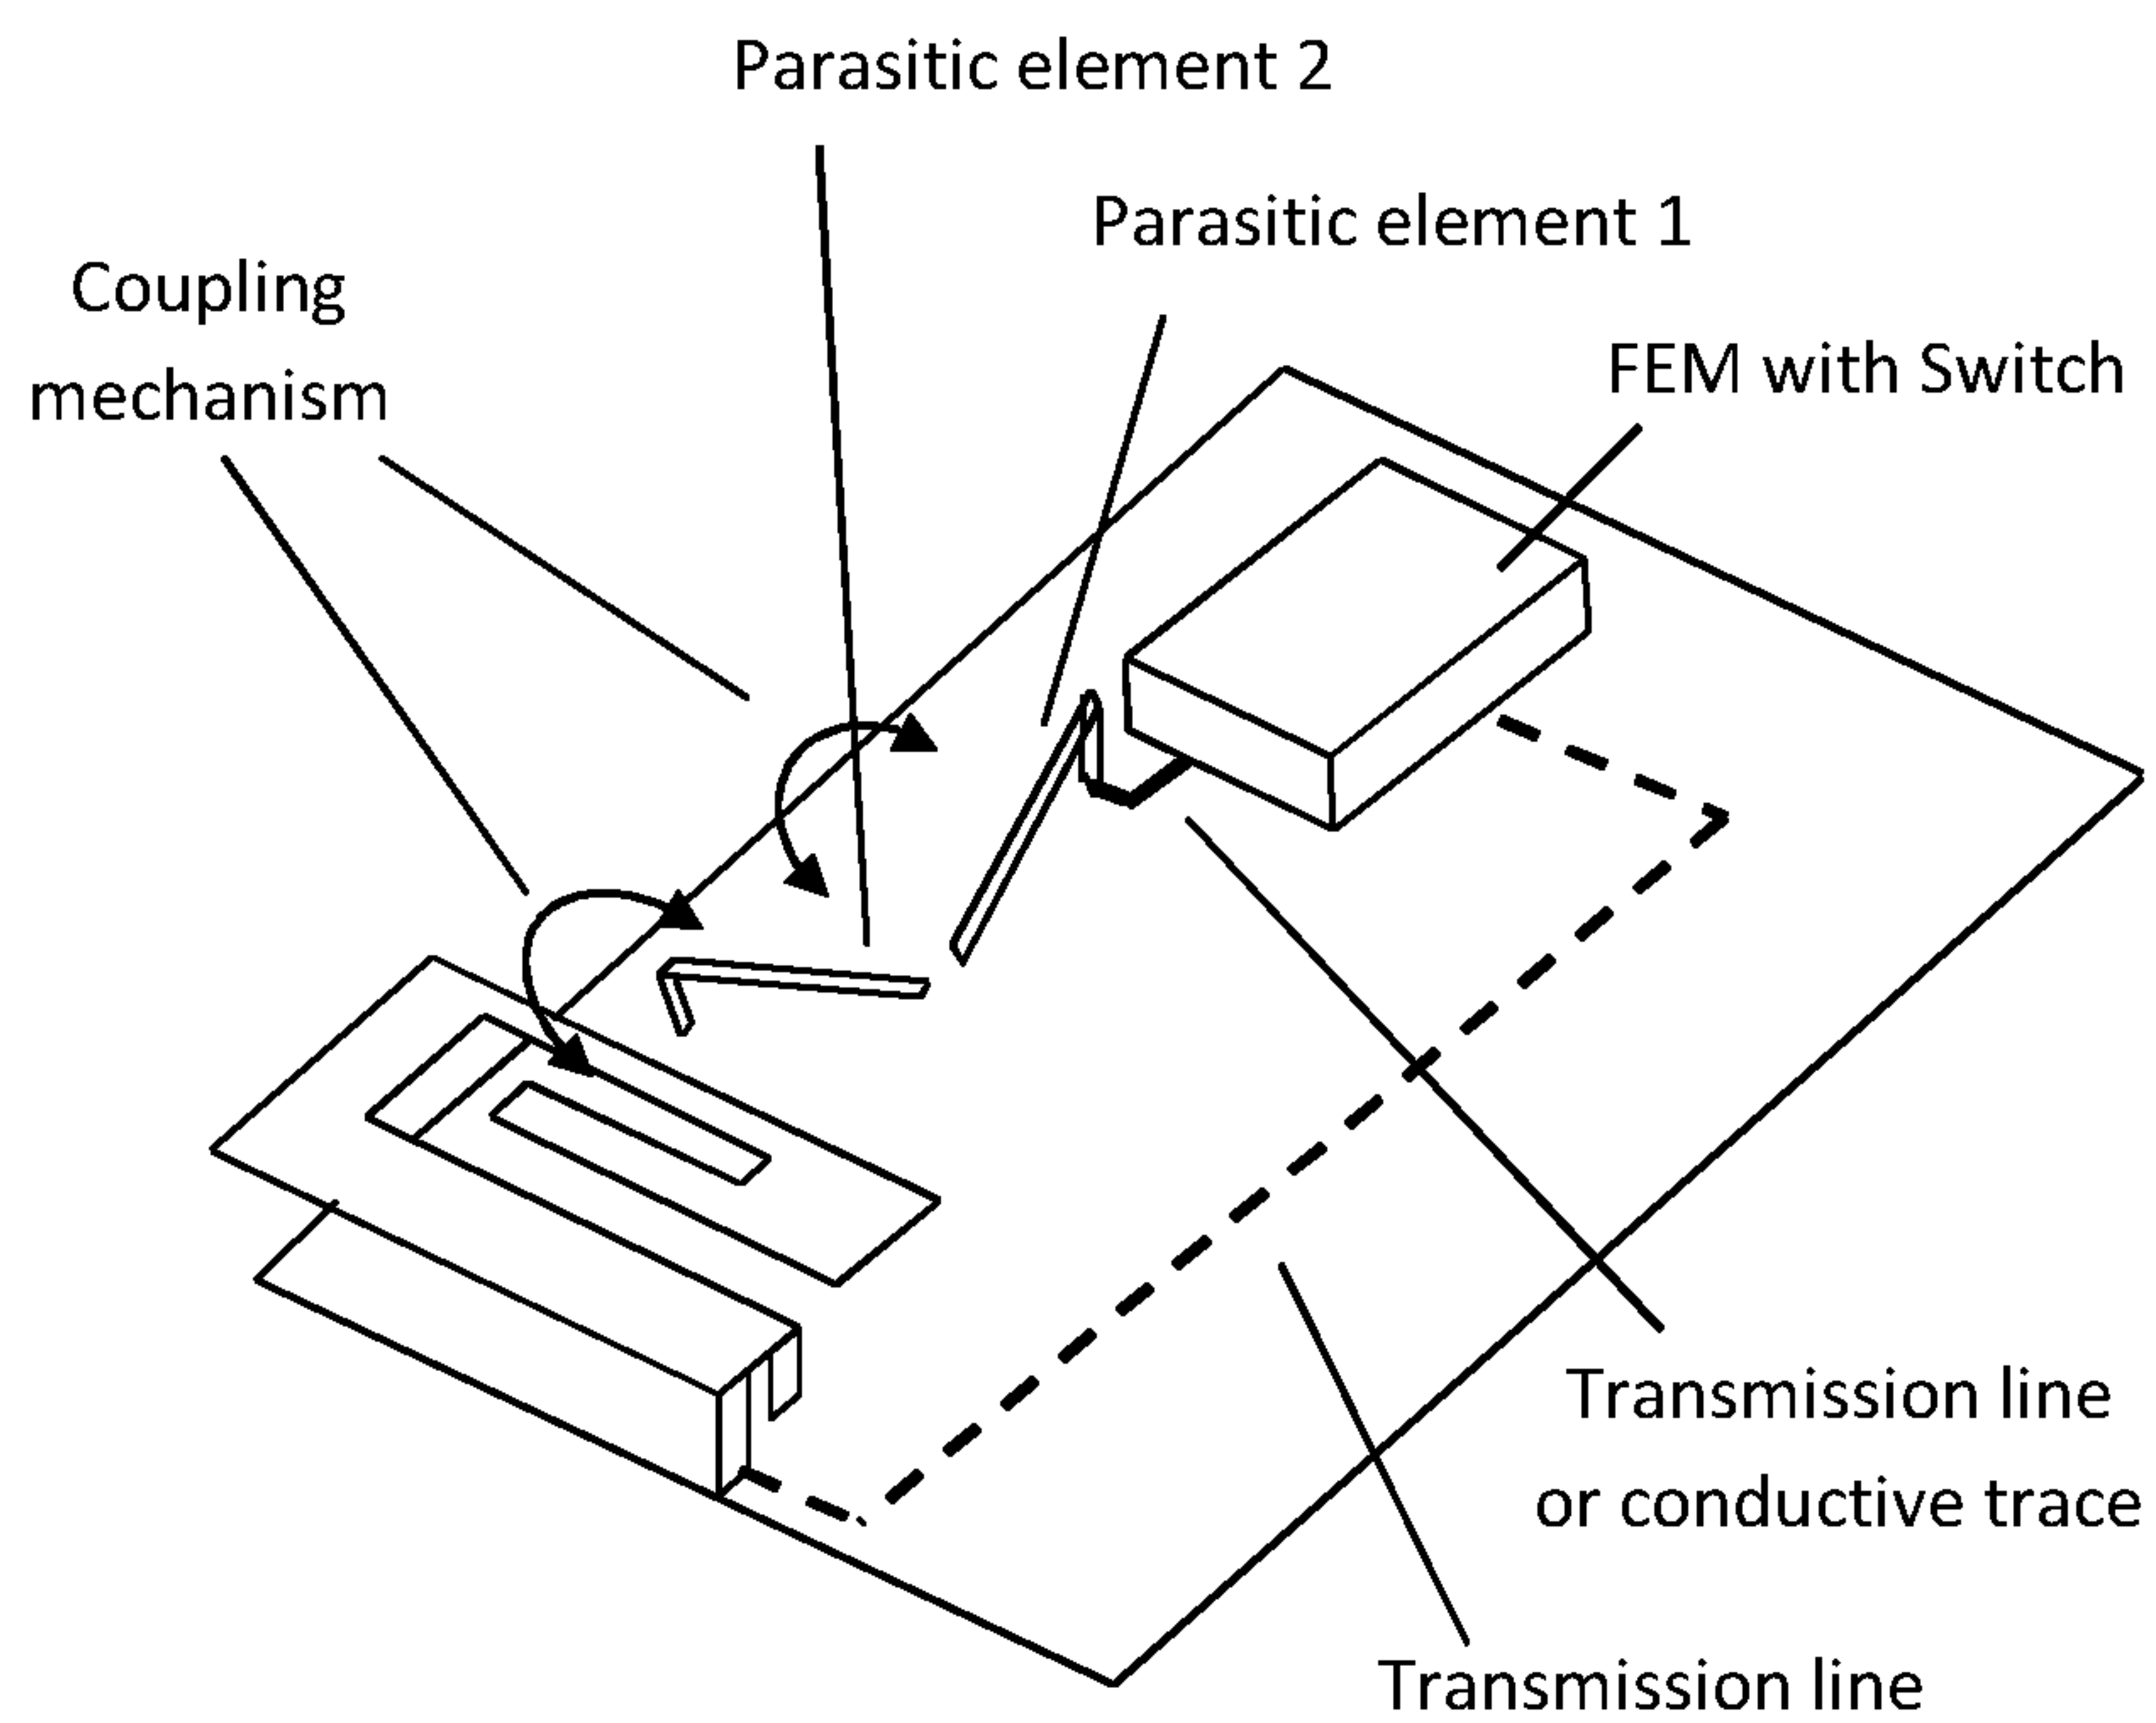 Parasitic element 2
Parasitic element 1
Coupling
mechanism
FEM with Switch
Transmission line
or conductive trace
Transmission line